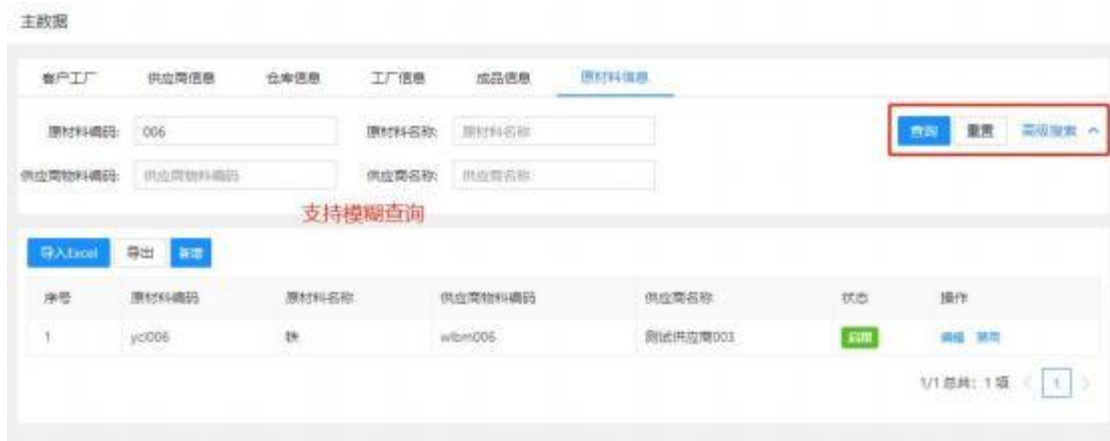 主数据
客户工厂 供应商信息 仓库信息 工厂信息 成品信息 原材料信息
原材料编码: 006 原材料名称: 原材料名称 查询 重置 高级搜索
供应商物料编码: 供应商物料编码 供应商名称: 供应商名称
支持模糊查询
导入Excel 导出 新增
序号 原材料编码 原材料名称 供应商物料编码 供应商名称 状态 操作
1 ycl006 铁 wlbm006 测试供应商003 启用 编辑 禁用
1/1 总共: 1 项 1